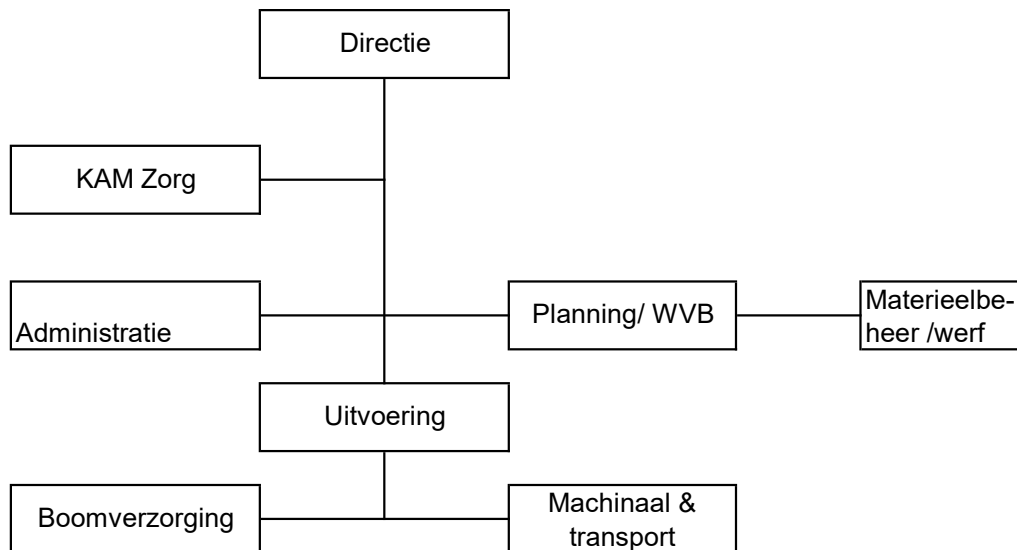 Directie
KAM Zorg
Administratie
Planning/ WVB
Materieelbe-
heer /werf
Uitvoering
Boomverzorging
Machinaal &
transport